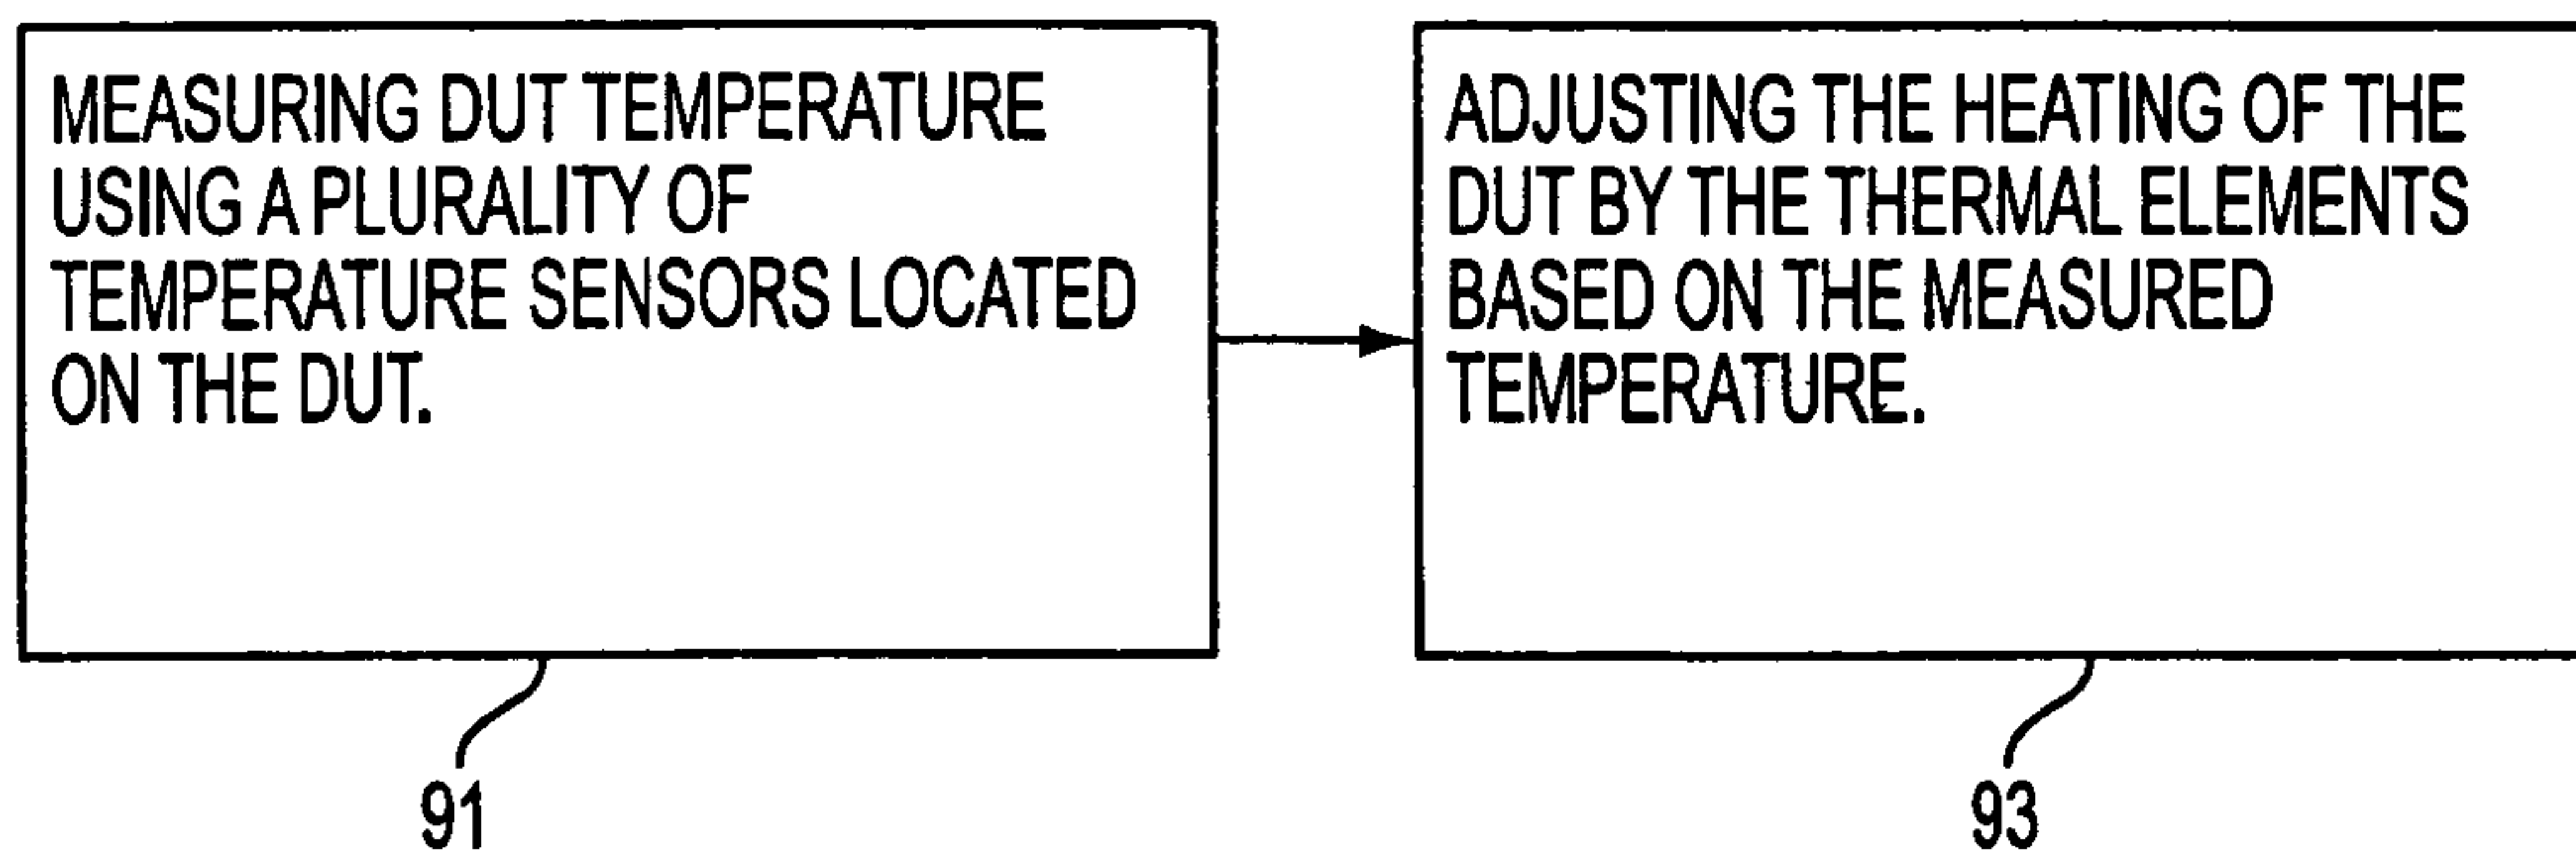 MEASURING DUT TEMPERATURE
USING A PLURALITY OF
TEMPERATURE SENSORS LOCATED
ON THE DUT.
ADJUSTING THE HEATING OF THE
DUT BY THE THERMAL ELEMENTS
BASED ON THE MEASURED
TEMPERATURE.
91
93